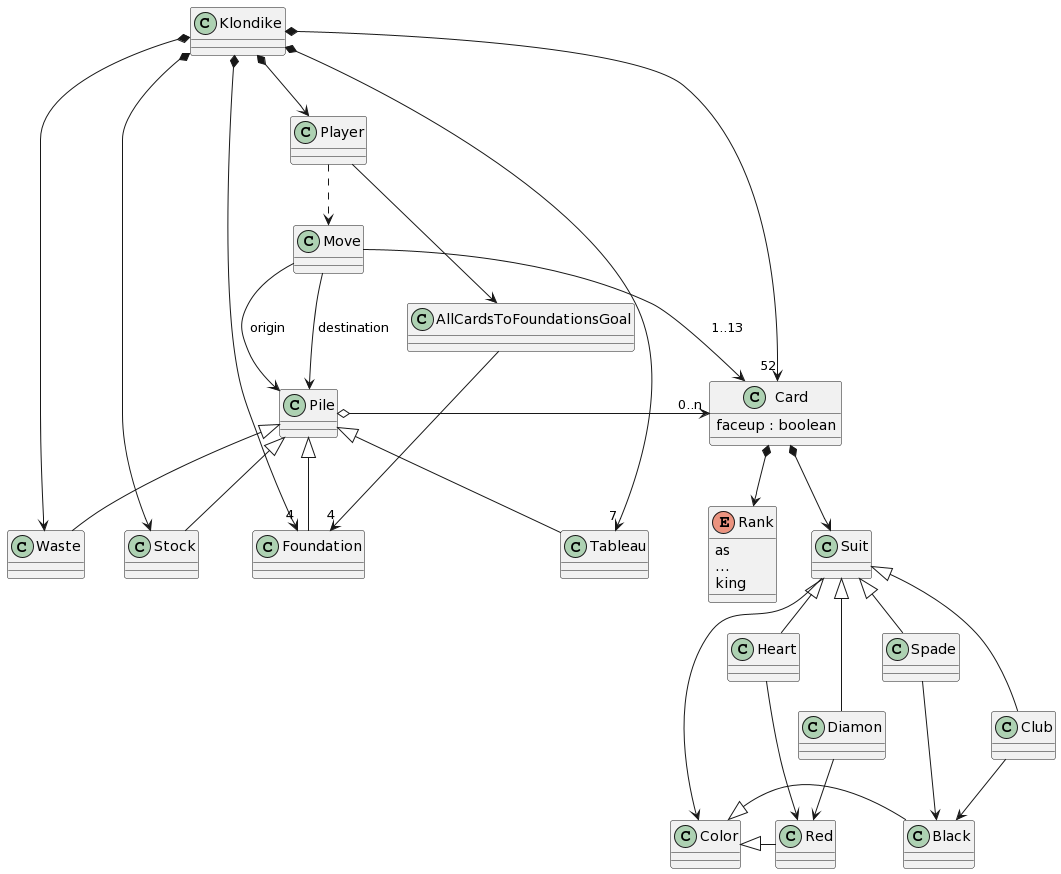 C Klondike
C Player
C Move
C AllCardsToFoundationsGoal
origin
destination
1..13
52
C Card
faceup : boolean
C Pile
0..n
4
4
7
C Waste
C Stock
C Foundation
C Tableau
E Rank
as
...
king
C Suit
C Heart
C Spade
C Diamon
C Club
C Color
C Red
C Black